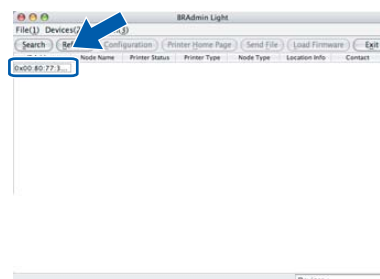 BRAdmin Light
File(1) Devices(2
Search Configuration Printer Home Page Send File Load Firmware Exit
Node Name Printer Status Printer Type Node Type Location Info Contact
0x00:80:77:3...